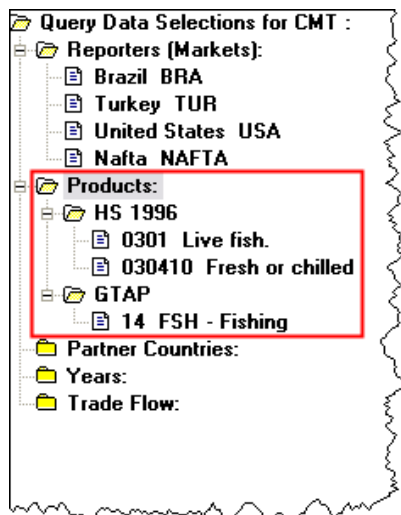 Query Data Selections for CMT :
Reporters (Markets):
Brazil BRA
Turkey TUR
United States USA
Nafta NAFTA
Products:
HS 1996
0301 Live fish.
030410 Fresh or chilled
GTAP
14 FSH - Fishing
Partner Countries:
Years:
Trade Flow: